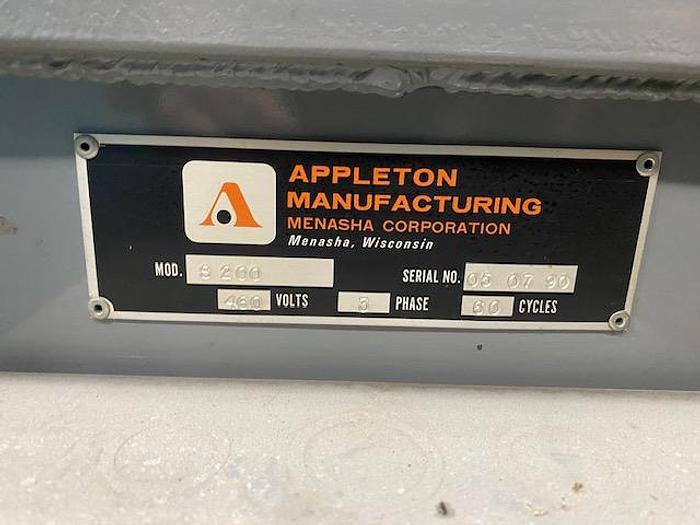 APPLETON
MANUFACTURING
MENASHA CORPORATION
Menasha, Wisconsin
MOD. S 200 SERIAL NO. 05 07 90
460 VOLTS 3 PHASE 60 CYCLES